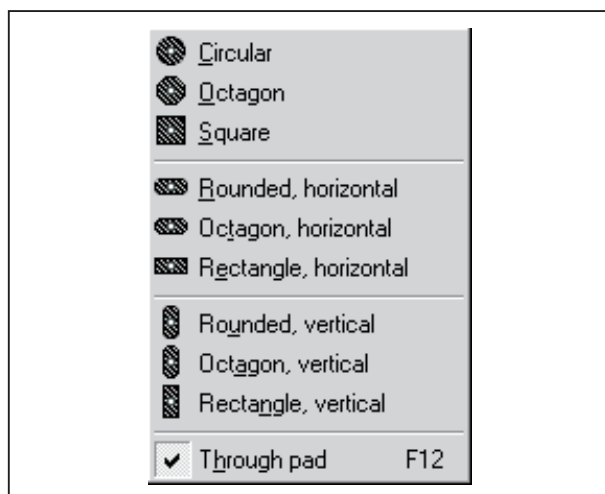 Circular
Octagon
Square
Rounded, horizontal
Octagon, horizontal
Rectangle, horizontal
Rounded, vertical
Octagon, vertical
Rectangle, vertical
Through pad F12